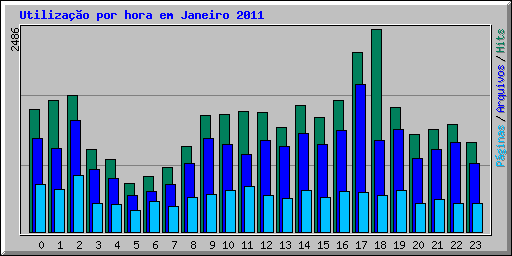 Utilização por hora em Janeiro 2011
2486
Páginas / Arquivos / Hits
0 1 2 3 4 5 6 7 8 9 10 11 12 13 14 15 16 17 18 19 20 21 22 23